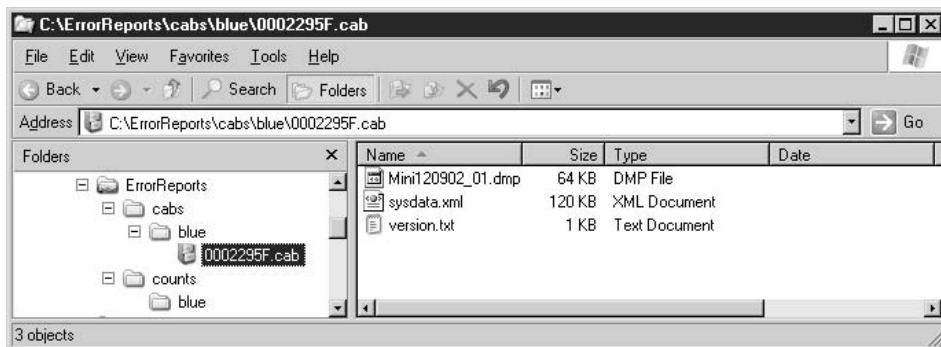 C:\ErrorReports\cabs\blue\0002295F.cab
File Edit View Favorites Tools Help
Back Search Folders
Address C:\ErrorReports\cabs\blue\0002295F.cab Go
Folders
ErrorReports
cabs
blue
0002295F.cab
counts
blue
Name Size Type Date
Mini120902_01.dmp 64 KB DMP File
sysdata.xml 120 KB XML Document
version.txt 1 KB Text Document
3 objects